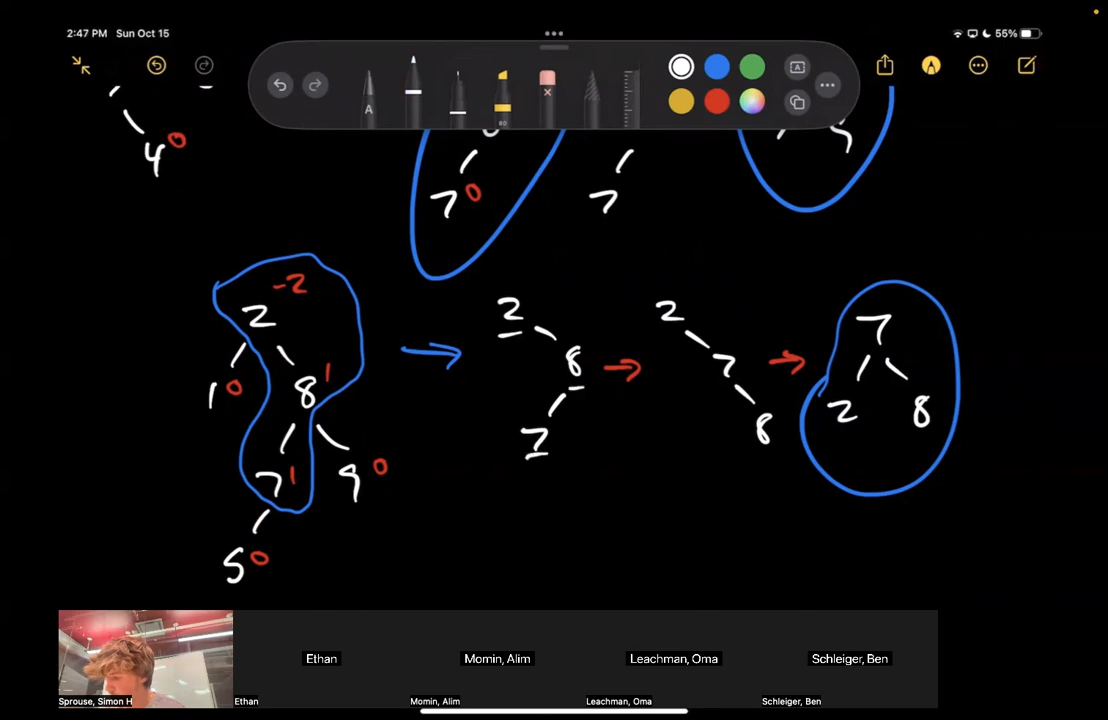 2:47 PM Sun Oct 15
55%
A
80
A
4 0
7 0
7
2 -2
1 0
8 1
7 1
9 0
5 0
2
8
7
2
7
8
7
2 8
Ethan
Momin, Alim
Leachman, Oma
Schleiger, Ben
Sprouse, Simon H
Ethan
Momin, Alim
Leachman, Oma
Schleiger, Ben